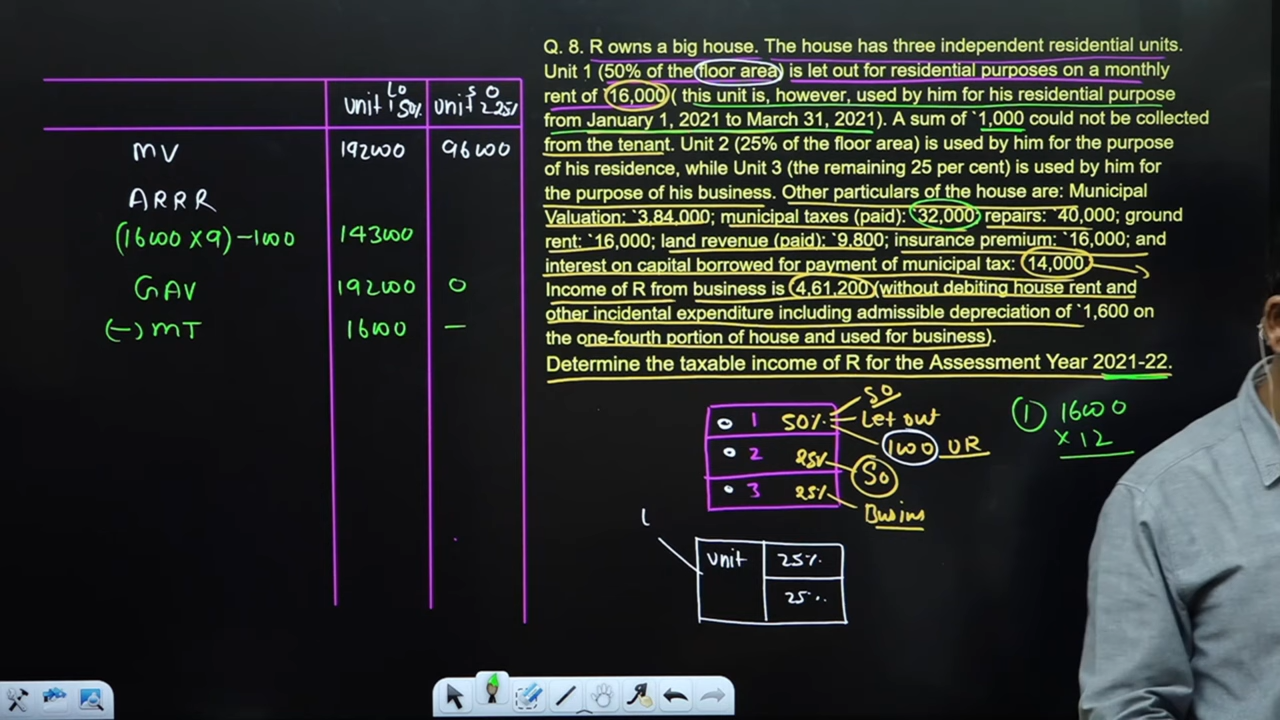 Q. 8. R owns a big house. The house has three independent residential units.
Unit 1 (50% of the floor area) is let out for residential purposes on a monthly
rent of `16,000 ( this unit is, however, used by him for his residential purpose
from January 1, 2021 to March 31, 2021). A sum of `1,000 could not be collected
from the tenant. Unit 2 (25% of the floor area) is used by him for the purpose
of his residence, while Unit 3 (the remaining 25 per cent) is used by him for
the purpose of his business. Other particulars of the house are: Municipal
Valuation: `3,84,000; municipal taxes (paid): `32,000; repairs: `40,000; ground
rent: `16,000; land revenue (paid): `9,800; insurance premium: `16,000; and
interest on capital borrowed for payment of municipal tax: 14,000
Income of R from business is 4,61,200 (without debiting house rent and
other incidental expenditure including admissible depreciation of `1,600 on
the one-fourth portion of house and used for business).
Determine the taxable income of R for the Assessment Year 2021-22.
LO SO
Unit 1 50% Unit 2 25%
MV 192000 96000
ARRR
(16000 × 9) - 1000 143000
GAV 192000 0
(-) MT 16000 —
1 50% SO
Let out
1000 UR
2 25% SO
3 25% Busins
① 16000
× 12
unit 25%
25%